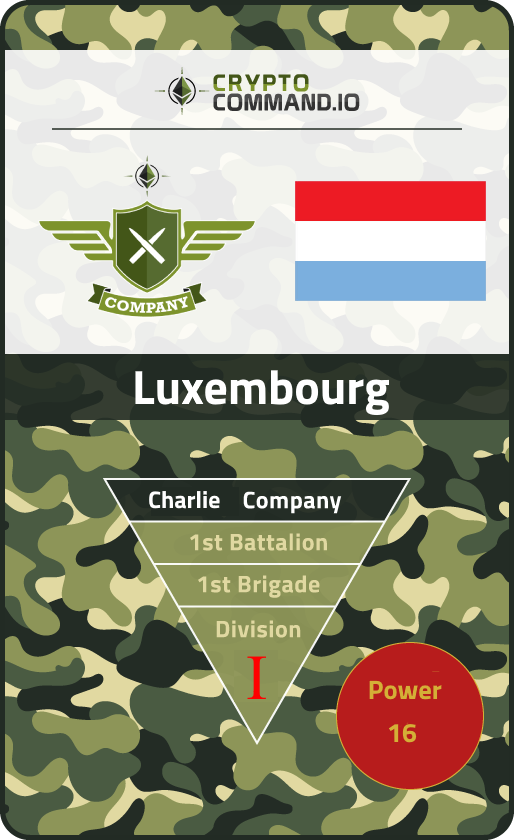 CRYPTO
COMMAND.IO
COMPANY
Luxembourg
Charlie Company
1st Battalion
1st Brigade
Division
I
Power
16